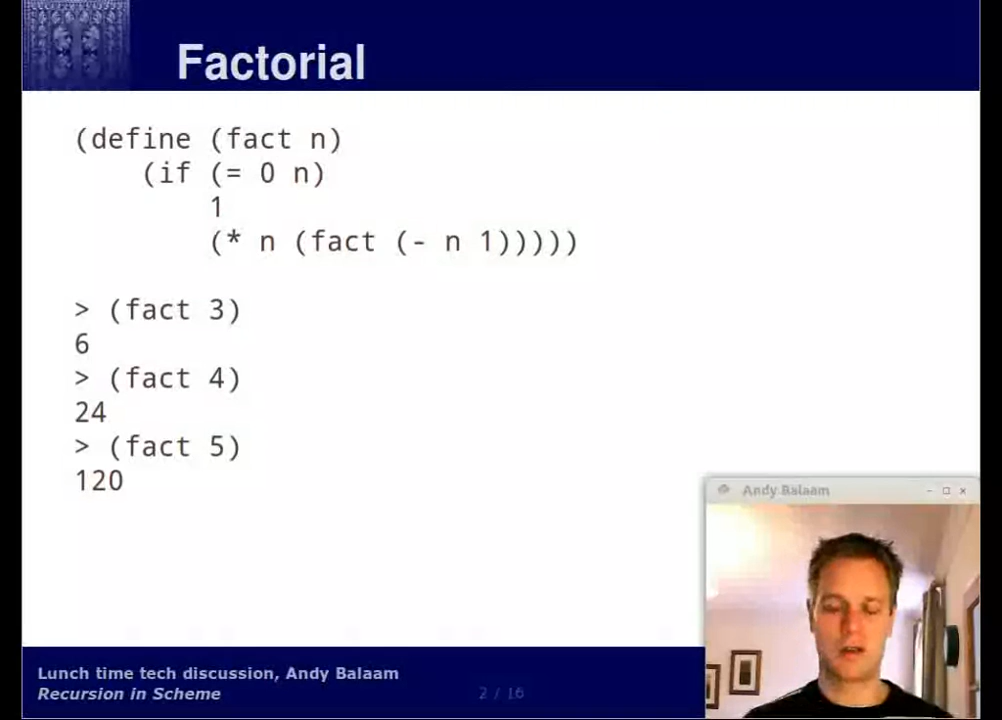 Factorial
(define (fact n)
(if (= 0 n)
1
(* n (fact (- n 1)))))
> (fact 3)
6
> (fact 4)
24
> (fact 5)
120
Andy Balaam
Lunch time tech discussion, Andy Balaam
Recursion in Scheme
2 / 16